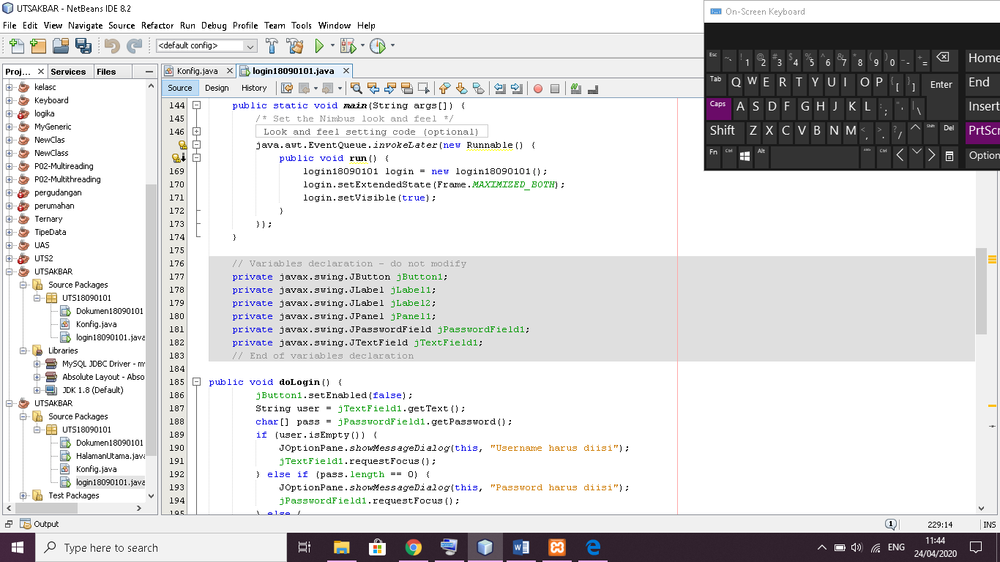 UTSAKBAR - NetBeans IDE 8.2
File Edit View Navigate Source Refactor Run Debug Profile Team Tools Window Help
<default config>
Proj... Services Files
kelasc
Keyboard
logika
MyGeneric
NewClas
NewClass
P02-Multireading
P02-Multithreading
pergudangan
perumahan
Ternary
TipeData
UAS
UTS2
UTSAKBAR
Source Packages
UTS18090101
Dokumen18090101
Konfig.java
login18090101.java
Libraries
MySQL JDBC Driver - my
Absolute Layout - Abso
JDK 1.8 (Default)
UTSAKBAR
Source Packages
UTS18090101
Dokumen18090101
HalamanUtama.java
Konfig.java
login18090101.java
Test Packages
Konfig.java login18090101.java
Source Design History
144 public static void main(String args[]) {
145 /* Set the Nimbus look and feel */
146 Look and feel setting code (optional)
java.awt.EventQueue.invokeLater(new Runnable() {
public void run() {
169 login18090101 login = new login18090101();
170 login.setExtendedState(Frame.MAXIMIZED_BOTH);
171 login.setVisible(true);
172 }
173 });
174 }
175
176 // Variables declaration - do not modify
177 private javax.swing.JButton jButton1;
178 private javax.swing.JLabel jLabel1;
179 private javax.swing.JLabel jLabel2;
180 private javax.swing.JPanel jPanel1;
181 private javax.swing.JPasswordField jPasswordField1;
182 private javax.swing.JTextField jTextField1;
183 // End of variables declaration
184
185 public void doLogin() {
186 jButton1.setEnabled(false);
187 String user = jTextField1.getText();
188 char[] pass = jPasswordField1.getPassword();
189 if (user.isEmpty()) {
190 JOptionPane.showMessageDialog(this, "Username harus diisi");
191 jTextField1.requestFocus();
192 } else if (pass.length == 0) {
193 JOptionPane.showMessageDialog(this, "Password harus diisi");
194 jPasswordField1.requestFocus();
195 } else {
On-Screen Keyboard
Esc ~ ` ! 1 @ 2 # 3 $ 4 % 5 ^ 6 & 7 * 8 ( 9 ) 0 _ - + = Home
Tab Q W E R T Y U I O P { [ } ] Enter End
Caps A S D F G H J K L : ; " ' | \ Insert
Shift Z X C V B N M < , > . ? / Shift Del PrtScn
Fn Ctrl Alt Alt Ctrl Option
Output
1 229:14 INS
Type here to search
ENG
11:44
24/04/2020